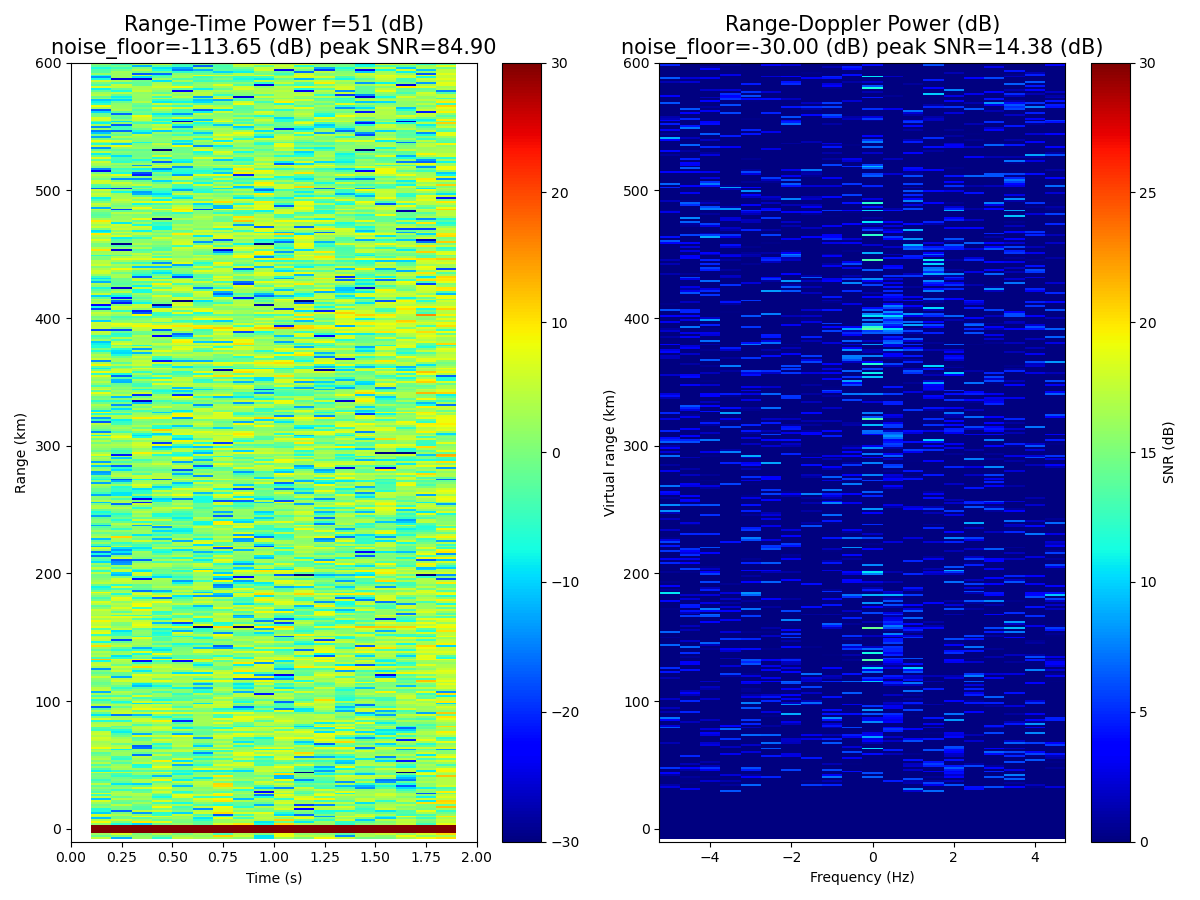 Range-Time Power f=51 (dB)
noise_floor=-113.65 (dB) peak SNR=84.90
600
500
400
300
200
100
0
Range (km)
0.00 0.25 0.50 0.75 1.00 1.25 1.50 1.75 2.00
Time (s)
30
20
10
0
−10
−20
−30
Range-Doppler Power (dB)
noise_floor=-30.00 (dB) peak SNR=14.38 (dB)
600
500
400
300
200
100
0
Virtual range (km)
−4 −2 0 2 4
Frequency (Hz)
30
25
20
15
10
5
0
SNR (dB)